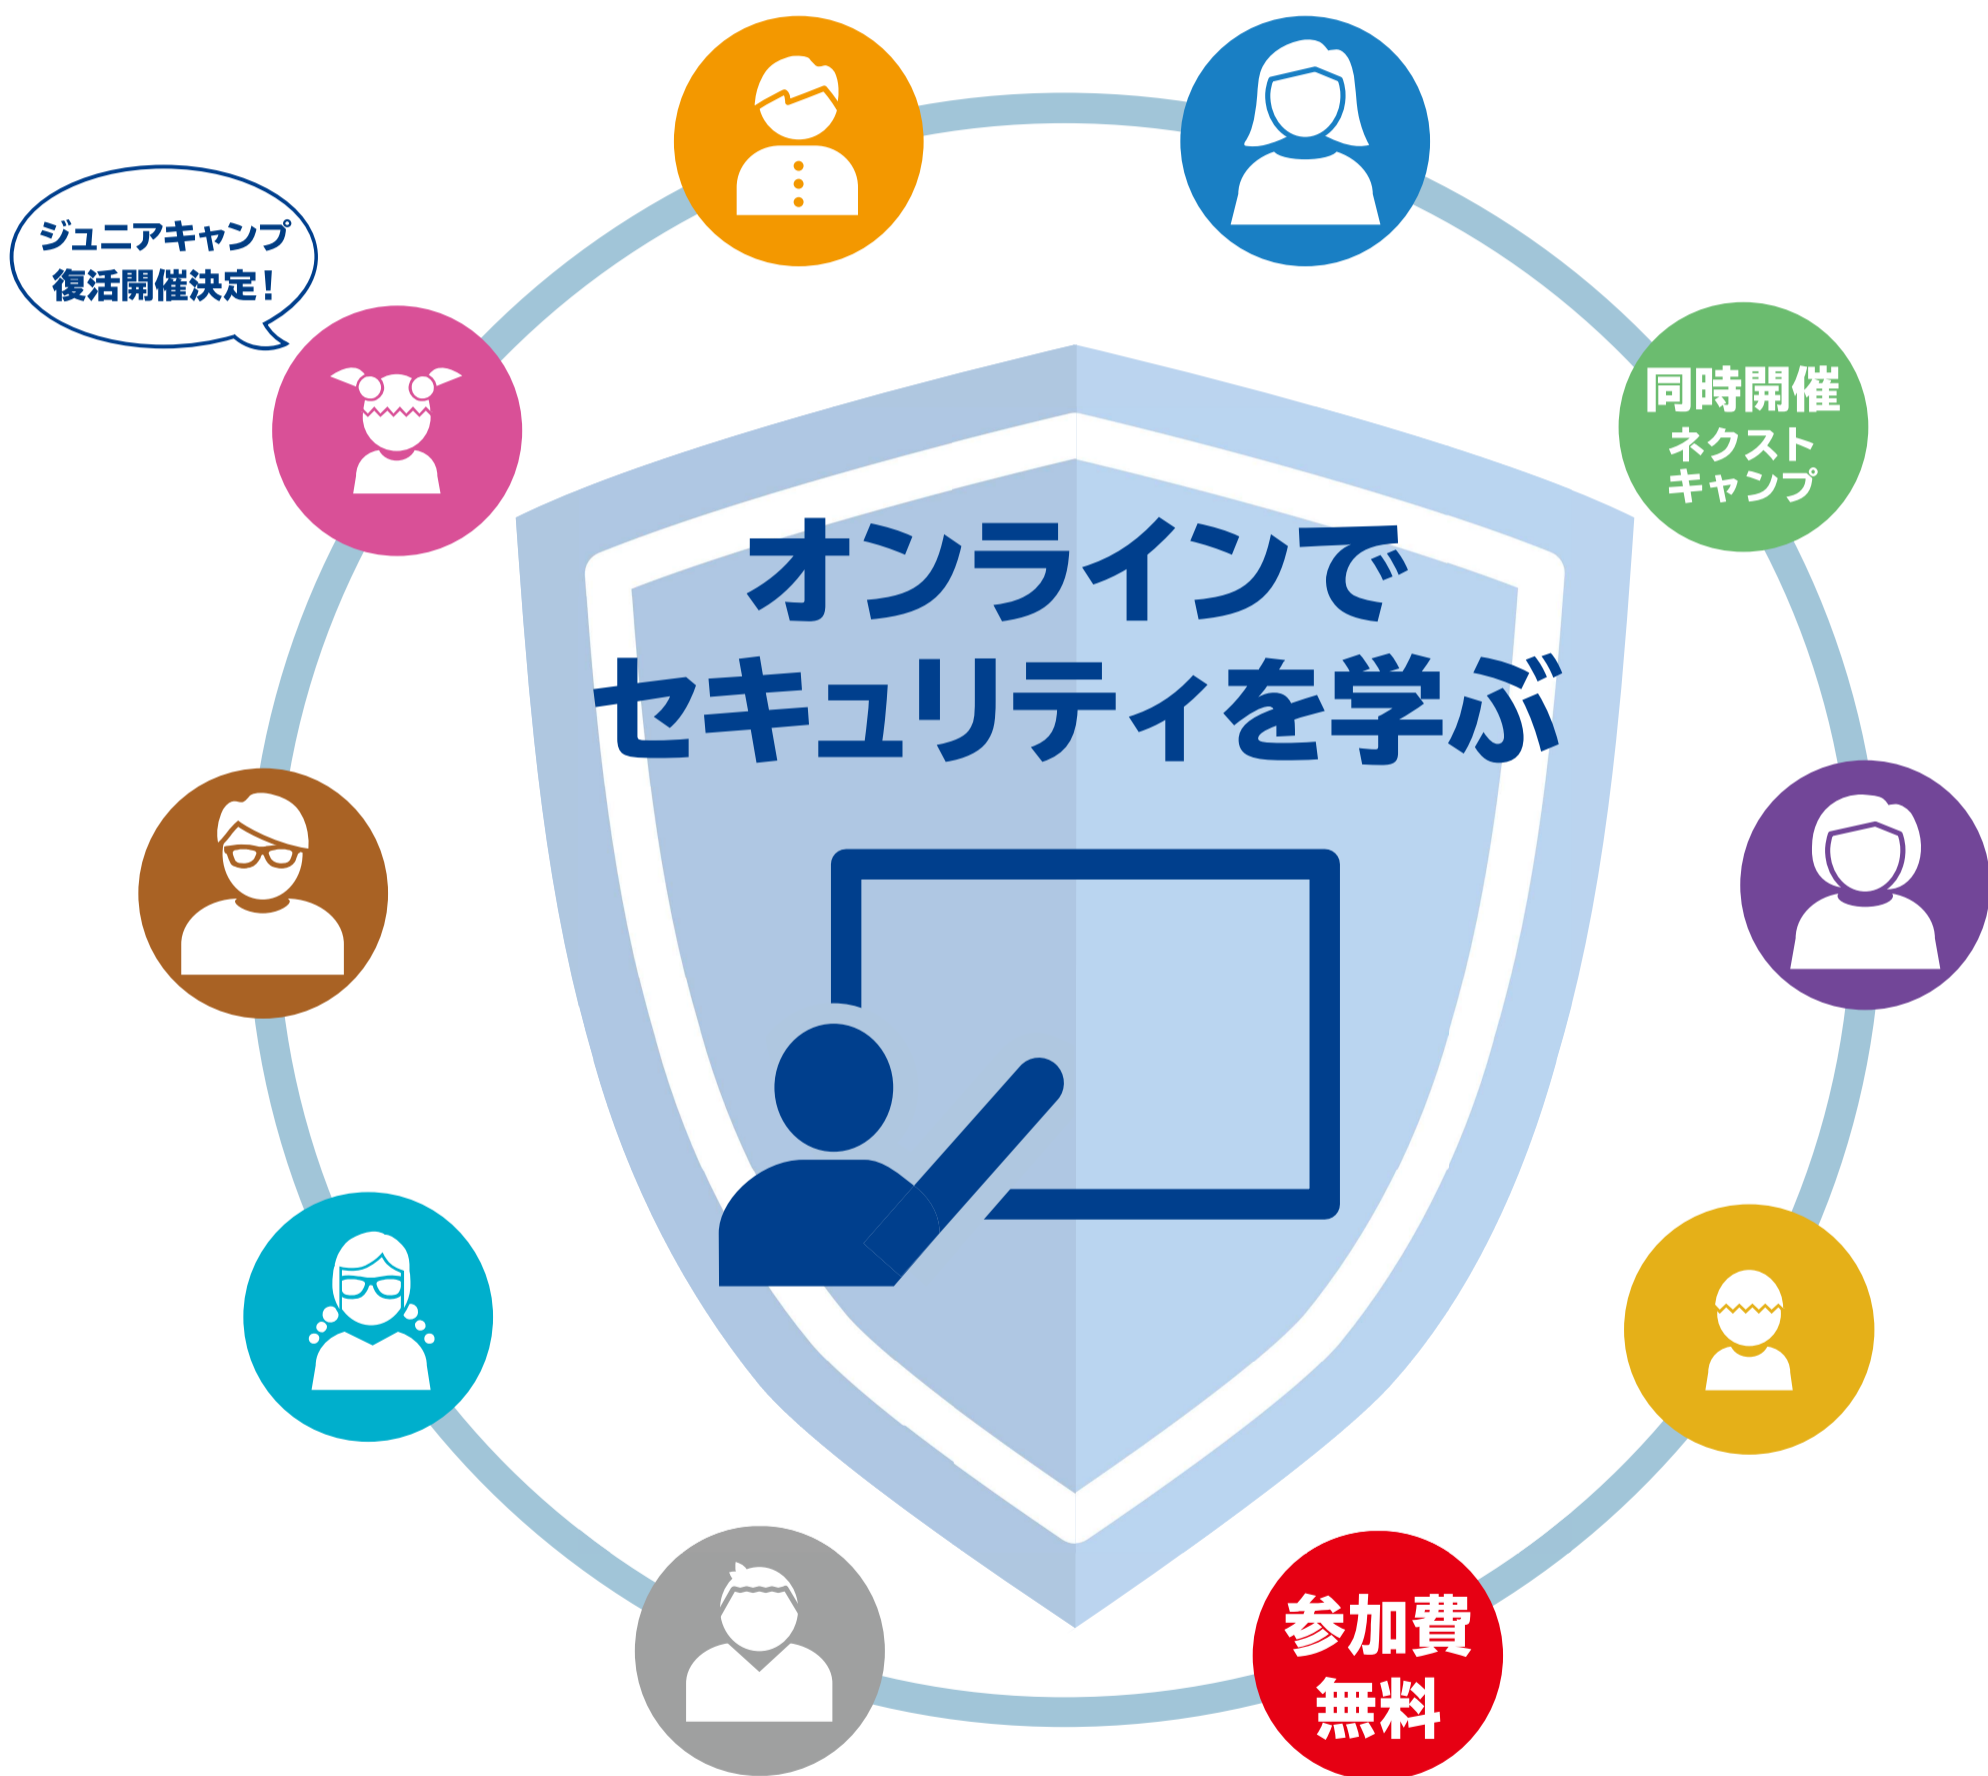 ジュニアキャンプ
復活開催決定!
同時開催
ネクスト
キャンプ
オンラインで
セキュリティを学ぶ
参加費
無料